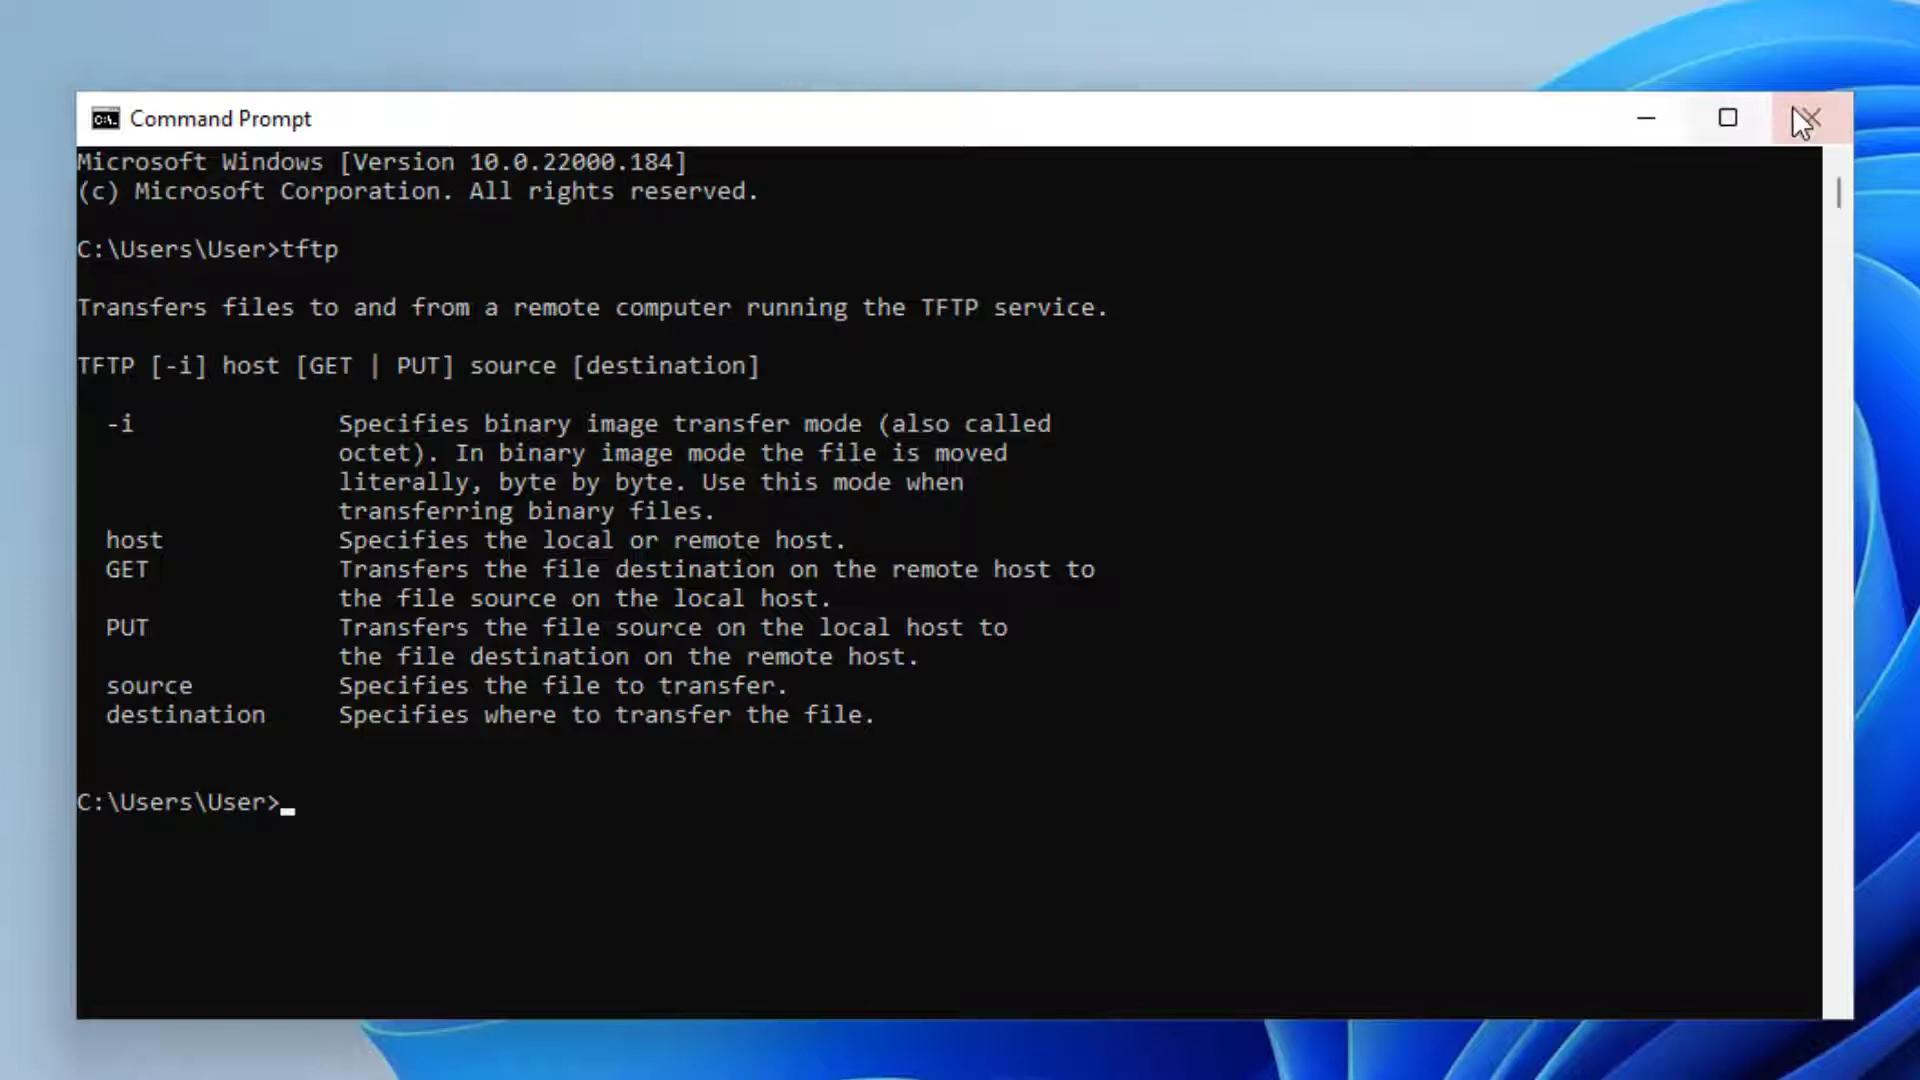 Command Prompt
Microsoft Windows [Version 10.0.22000.184]
(c) Microsoft Corporation. All rights reserved.
C:\Users\User>tftp
Transfers files to and from a remote computer running the TFTP service.
TFTP [-i] host [GET | PUT] source [destination]
-i Specifies binary image transfer mode (also called
octet). In binary image mode the file is moved
literally, byte by byte. Use this mode when
transferring binary files.
host Specifies the local or remote host.
GET Transfers the file destination on the remote host to
the file source on the local host.
PUT Transfers the file source on the local host to
the file destination on the remote host.
source Specifies the file to transfer.
destination Specifies where to transfer the file.
C:\Users\User>